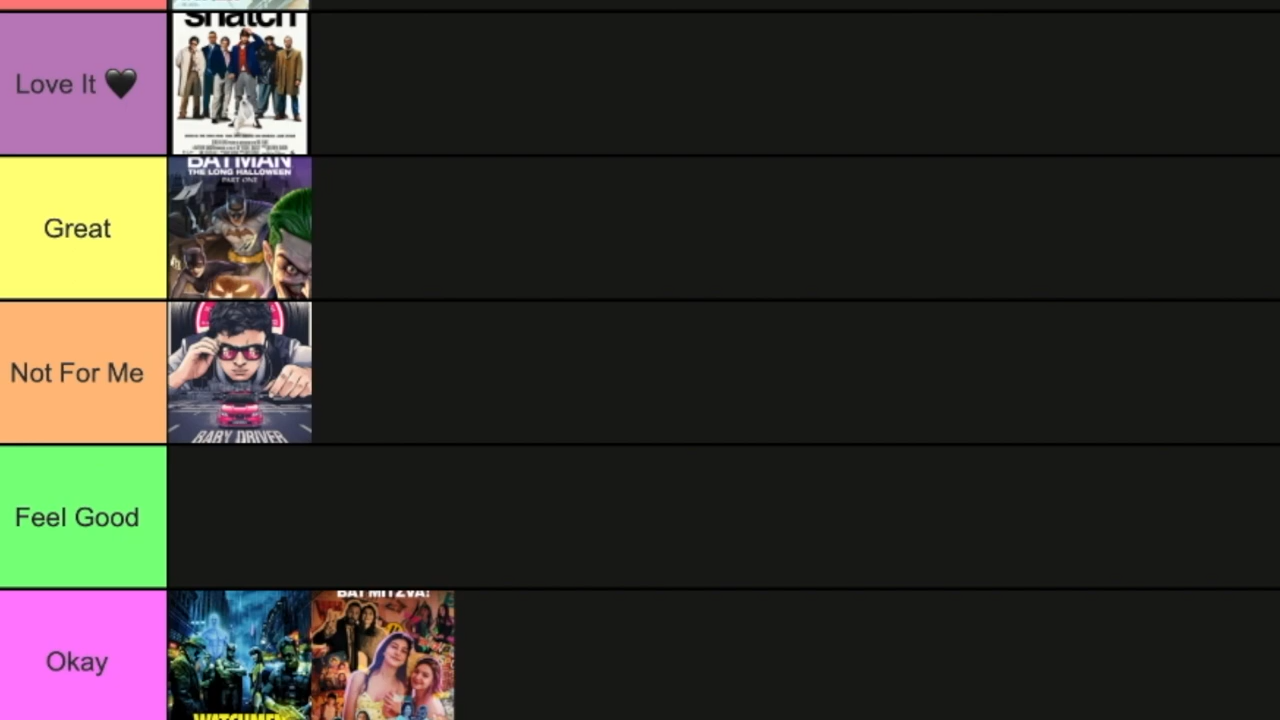 snatch
Love It 🖤
BATMAN
THE LONG HALLOWEEN
PART ONE
Great
Not For Me
BABY DRIVER
Feel Good
BAT MITZVA!
Okay
WATCHMEN